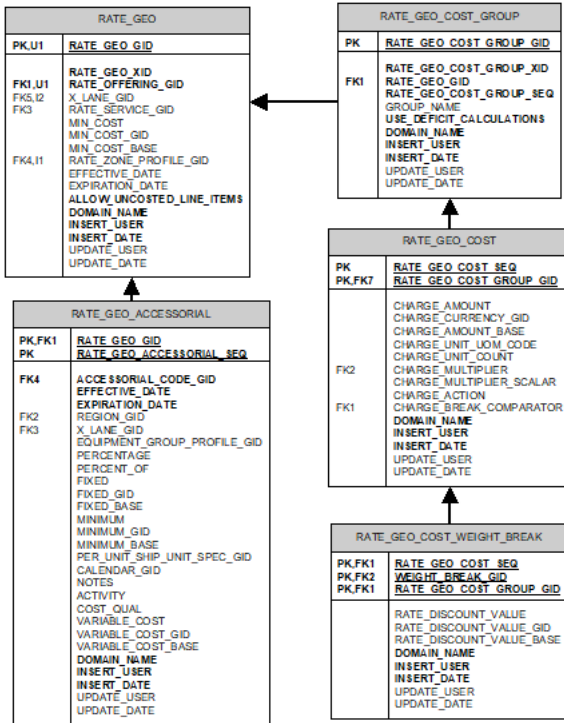 RATE_GEO
PK,U1 RATE_GEO_GID
RATE_GEO_XID
FK1,U1 RATE_OFFERING_GID
FK5,I2 X_LANE_GID
FK3 RATE_SERVICE_GID
MIN_COST
MIN_COST_GID
MIN_COST_BASE
FK4,I1 RATE_ZONE_PROFILE_GID
EFFECTIVE_DATE
EXPIRATION_DATE
ALLOW_UNCOSTED_LINE_ITEMS
DOMAIN_NAME
INSERT_USER
INSERT_DATE
UPDATE_USER
UPDATE_DATE
RATE_GEO_COST_GROUP
PK RATE_GEO_COST_GROUP_GID
RATE_GEO_COST_GROUP_XID
FK1 RATE_GEO_GID
RATE_GEO_COST_GROUP_SEQ
GROUP_NAME
USE_DEFICIT_CALCULATIONS
DOMAIN_NAME
INSERT_USER
INSERT_DATE
UPDATE_USER
UPDATE_DATE
RATE_GEO_ACCESSORIAL
PK,FK1 RATE_GEO_GID
PK RATE_GEO_ACCESSORIAL_SEQ
FK4 ACCESSORIAL_CODE_GID
EFFECTIVE_DATE
EXPIRATION_DATE
FK2 REGION_GID
FK3 X_LANE_GID
EQUIPMENT_GROUP_PROFILE_GID
PERCENTAGE
PERCENT_OF
FIXED
FIXED_GID
FIXED_BASE
MINIMUM
MINIMUM_GID
MINIMUM_BASE
PER_UNIT_SHIP_UNIT_SPEC_GID
CALENDAR_GID
NOTES
ACTIVITY
COST_QUAL
VARIABLE_COST
VARIABLE_COST_GID
VARIABLE_COST_BASE
DOMAIN_NAME
INSERT_USER
INSERT_DATE
UPDATE_USER
UPDATE_DATE
RATE_GEO_COST
PK RATE_GEO_COST_SEQ
PK,FK7 RATE_GEO_COST_GROUP_GID
CHARGE_AMOUNT
CHARGE_CURRENCY_GID
CHARGE_AMOUNT_BASE
CHARGE_UNIT_UOM_CODE
CHARGE_UNIT_COUNT
FK2 CHARGE_MULTIPLIER
CHARGE_MULTIPLIER_SCALAR
CHARGE_ACTION
FK1 CHARGE_BREAK_COMPARATOR
DOMAIN_NAME
INSERT_USER
INSERT_DATE
UPDATE_USER
UPDATE_DATE
RATE_GEO_COST_WEIGHT_BREAK
PK,FK1 RATE_GEO_COST_SEQ
PK,FK2 WEIGHT_BREAK_GID
PK,FK1 RATE_GEO_COST_GROUP_GID
RATE_DISCOUNT_VALUE
RATE_DISCOUNT_VALUE_GID
RATE_DISCOUNT_VALUE_BASE
DOMAIN_NAME
INSERT_USER
INSERT_DATE
UPDATE_USER
UPDATE_DATE